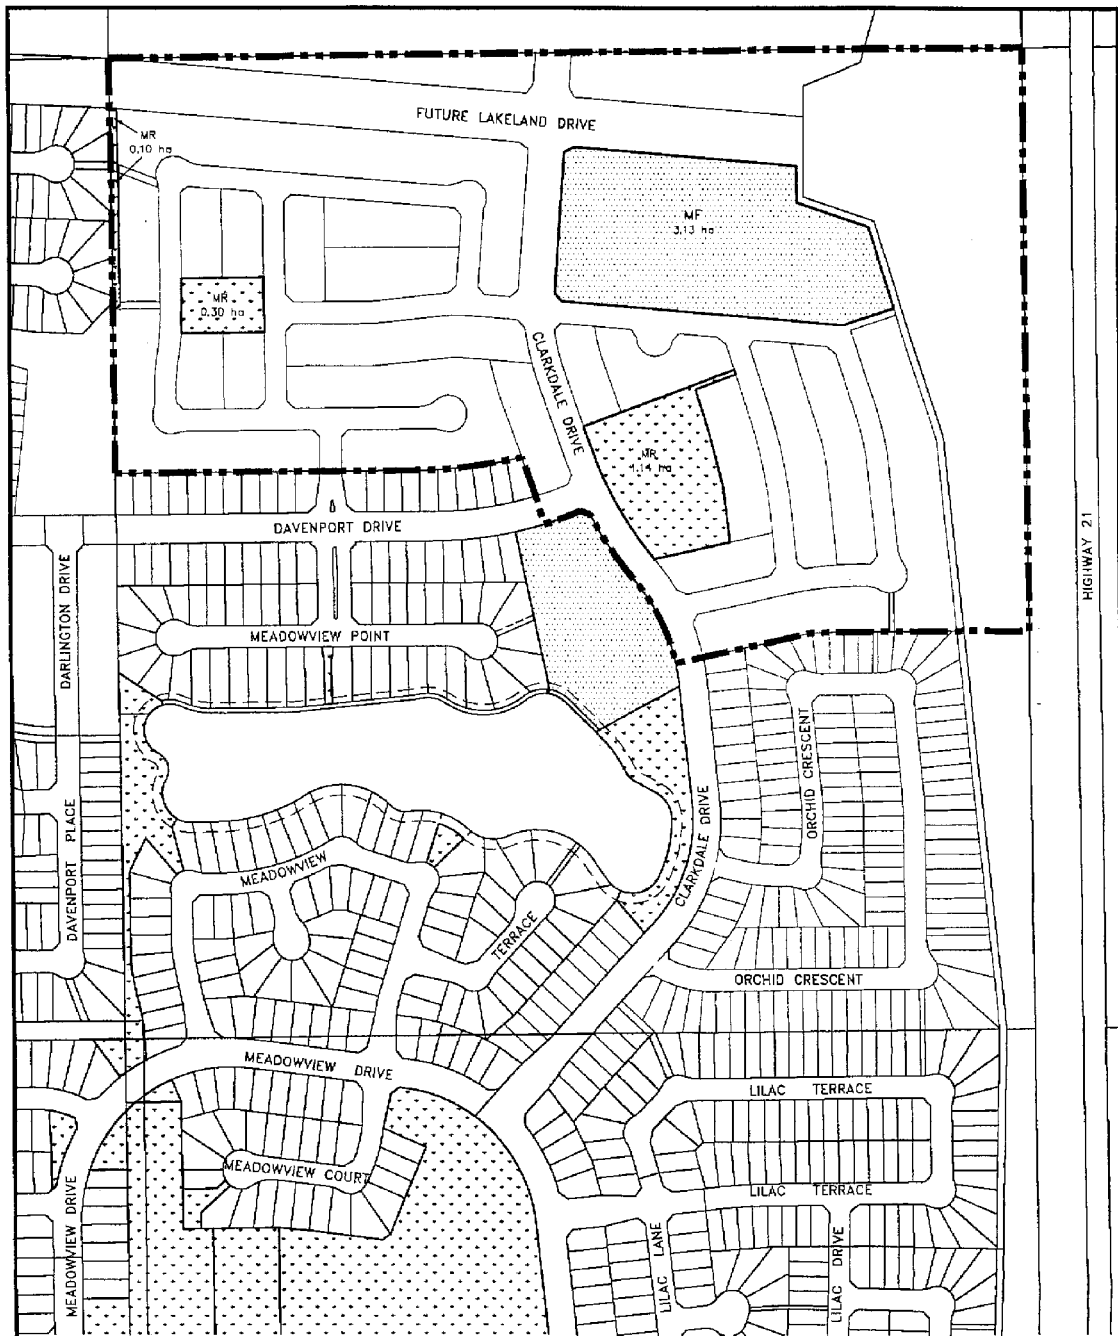 FUTURE LAKELAND DRIVE
MR
0.10 ha
MF
3.13 ha
MR
0.30 ha
CLARKDALE DRIVE
MR
1.14 ha
DAVENPORT DRIVE
HIGHWAY 21
DARLINGTON DRIVE
MEADOWVIEW POINT
ORCHID CRESCENT
CLARKDALE DRIVE
DAVENPORT PLACE
MEADOWVIEW
TERRACE
ORCHID CRESCENT
MEADOWVIEW DRIVE
LILAC TERRACE
MEADOWVIEW COURT
LILAC TERRACE
MEADOWVIEW DRIVE
LILAC LANE
LILAC DRIVE